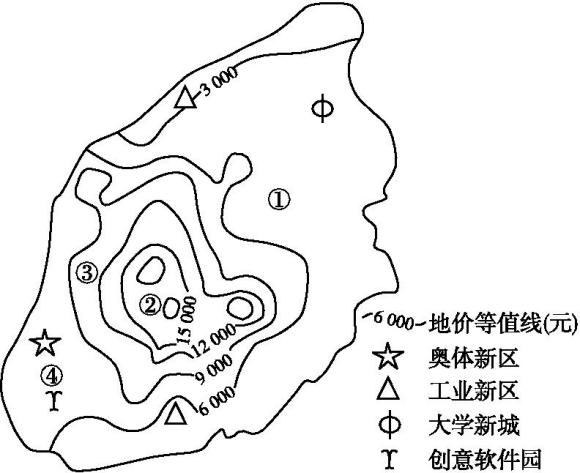 3 000
①
③
②
15 000
12 000
9 000
6 000
④
6 000 地价等值线(元)
奥体新区
工业新区
大学新城
创意软件园